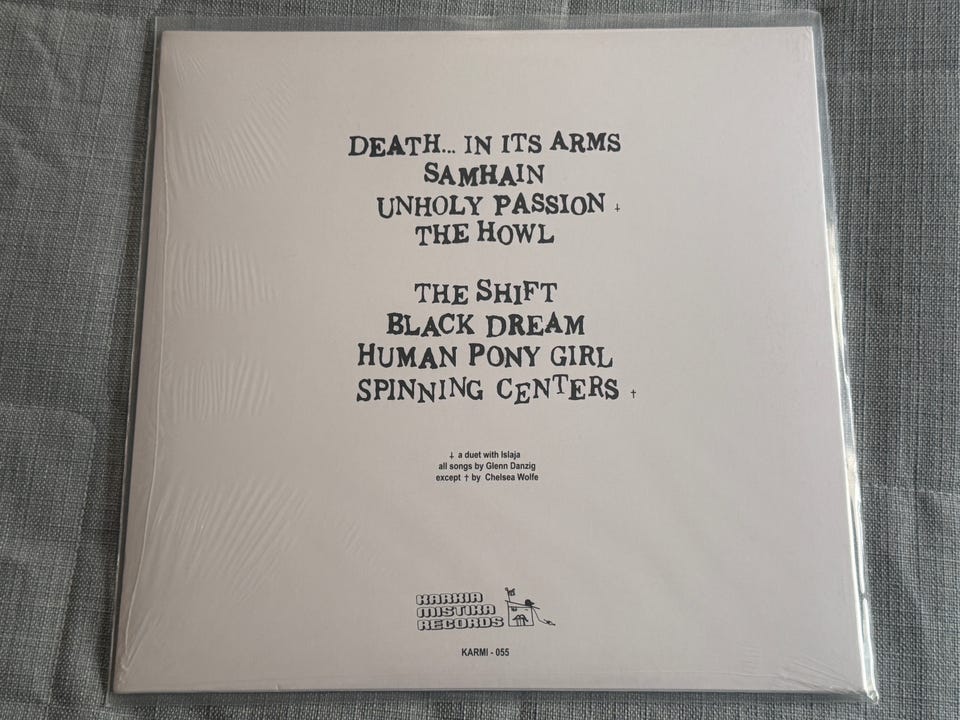 DEATH... IN ITS ARMS
SAMHAIN
UNHOLY PASSION ⸸
THE HOWL
THE SHIFT
BLACK DREAM
HUMAN PONY GIRL
SPINNING CENTERS †
⸸ a duet with Islaja
all songs by Glenn Danzig
except † by Chelsea Wolfe
KARKIA
MISTIKA
RECORDS
KARMI - 055